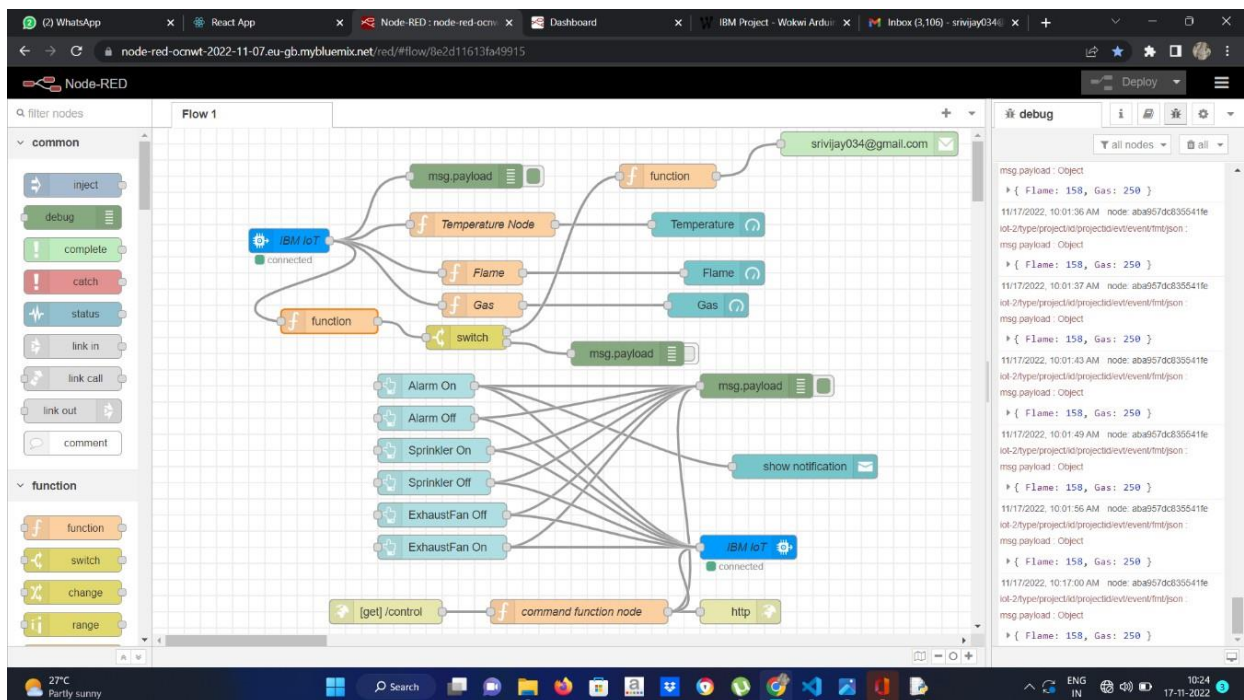 (2) WhatsApp
React App
Node-RED : node-red-ocnw
Dashboard
IBM Project - Wokwi Arduin
Inbox (3,106) - srivijay034@
node-red-ocnwt-2022-11-07.eu-gb.mybluemix.net/red/#flow/8e2d11613fa49915
Node-RED
Deploy
filter nodes
Flow 1
debug
i
all nodes
all
common
inject
debug
complete
catch
status
link in
link call
link out
comment
function
function
switch
change
range
srivijay034@gmail.com
msg.payload
function
Temperature Node
Temperature
IBM IoT
connected
Flame
Flame
Gas
Gas
function
switch
msg.payload
Alarm On
msg.payload
Alarm Off
Sprinkler On
show notification
Sprinkler Off
ExhaustFan Off
ExhaustFan On
IBM IoT
connected
[get] /control
command function node
http
msg.payload : Object
{ Flame: 158, Gas: 250 }
11/17/2022, 10:01:36 AM node: aba957dc835541fe
iot-2/type/project/id/projectid/evt/event/fmt/json :
msg.payload : Object
{ Flame: 158, Gas: 250 }
11/17/2022, 10:01:37 AM node: aba957dc835541fe
iot-2/type/project/id/projectid/evt/event/fmt/json :
msg.payload : Object
{ Flame: 158, Gas: 250 }
11/17/2022, 10:01:43 AM node: aba957dc835541fe
iot-2/type/project/id/projectid/evt/event/fmt/json :
msg.payload : Object
{ Flame: 158, Gas: 250 }
11/17/2022, 10:01:49 AM node: aba957dc835541fe
iot-2/type/project/id/projectid/evt/event/fmt/json :
msg.payload : Object
{ Flame: 158, Gas: 250 }
11/17/2022, 10:01:56 AM node: aba957dc835541fe
iot-2/type/project/id/projectid/evt/event/fmt/json :
msg.payload : Object
{ Flame: 158, Gas: 250 }
11/17/2022, 10:17:00 AM node: aba957dc835541fe
iot-2/type/project/id/projectid/evt/event/fmt/json :
msg.payload : Object
{ Flame: 158, Gas: 250 }
27°C
Partly sunny
Search
ENG
IN
10:24
17-11-2022
3